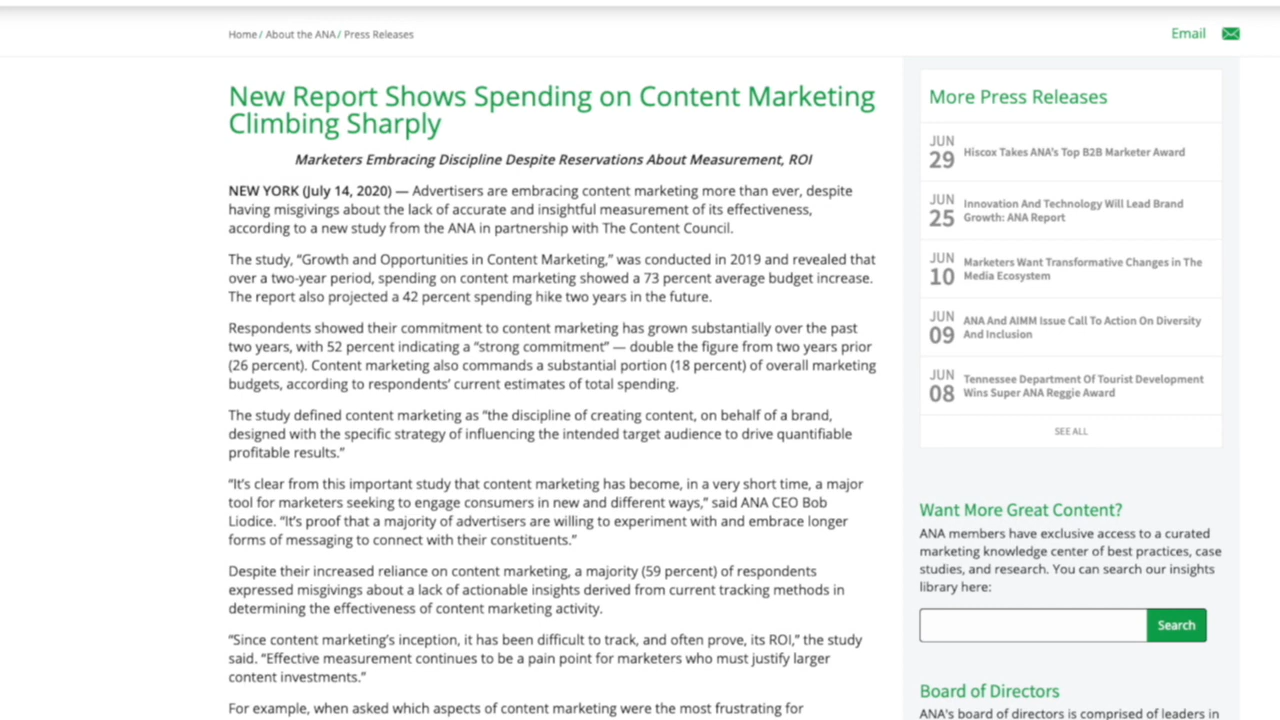 Home / About the ANA / Press Releases
Email
New Report Shows Spending on Content Marketing
Climbing Sharply
Marketers Embracing Discipline Despite Reservations About Measurement, ROI
NEW YORK (July 14, 2020) — Advertisers are embracing content marketing more than ever, despite
having misgivings about the lack of accurate and insightful measurement of its effectiveness,
according to a new study from the ANA in partnership with The Content Council.
The study, “Growth and Opportunities in Content Marketing,” was conducted in 2019 and revealed that
over a two-year period, spending on content marketing showed a 73 percent average budget increase.
The report also projected a 42 percent spending hike two years in the future.
Respondents showed their commitment to content marketing has grown substantially over the past
two years, with 52 percent indicating a “strong commitment” — double the figure from two years prior
(26 percent). Content marketing also commands a substantial portion (18 percent) of overall marketing
budgets, according to respondents’ current estimates of total spending.
The study defined content marketing as “the discipline of creating content, on behalf of a brand,
designed with the specific strategy of influencing the intended target audience to drive quantifiable
profitable results.”
“It’s clear from this important study that content marketing has become, in a very short time, a major
tool for marketers seeking to engage consumers in new and different ways,” said ANA CEO Bob
Liodice. “It’s proof that a majority of advertisers are willing to experiment with and embrace longer
forms of messaging to connect with their constituents.”
Despite their increased reliance on content marketing, a majority (59 percent) of respondents
expressed misgivings about a lack of actionable insights derived from current tracking methods in
determining the effectiveness of content marketing activity.
“Since content marketing’s inception, it has been difficult to track, and often prove, its ROI,” the study
said. “Effective measurement continues to be a pain point for marketers who must justify larger
content investments.”
For example, when asked which aspects of content marketing were the most frustrating for
More Press Releases
JUN
29
Hiscox Takes ANA’s Top B2B Marketer Award
JUN
25
Innovation And Technology Will Lead Brand
Growth: ANA Report
JUN
10
Marketers Want Transformative Changes in The
Media Ecosystem
JUN
09
ANA And AIMM Issue Call To Action On Diversity
And Inclusion
JUN
08
Tennessee Department Of Tourist Development
Wins Super ANA Reggie Award
SEE ALL
Want More Great Content?
ANA members have exclusive access to a curated
marketing knowledge center of best practices, case
studies, and research. You can search our insights
library here:
Search
Board of Directors
ANA's board of directors is comprised of leaders in